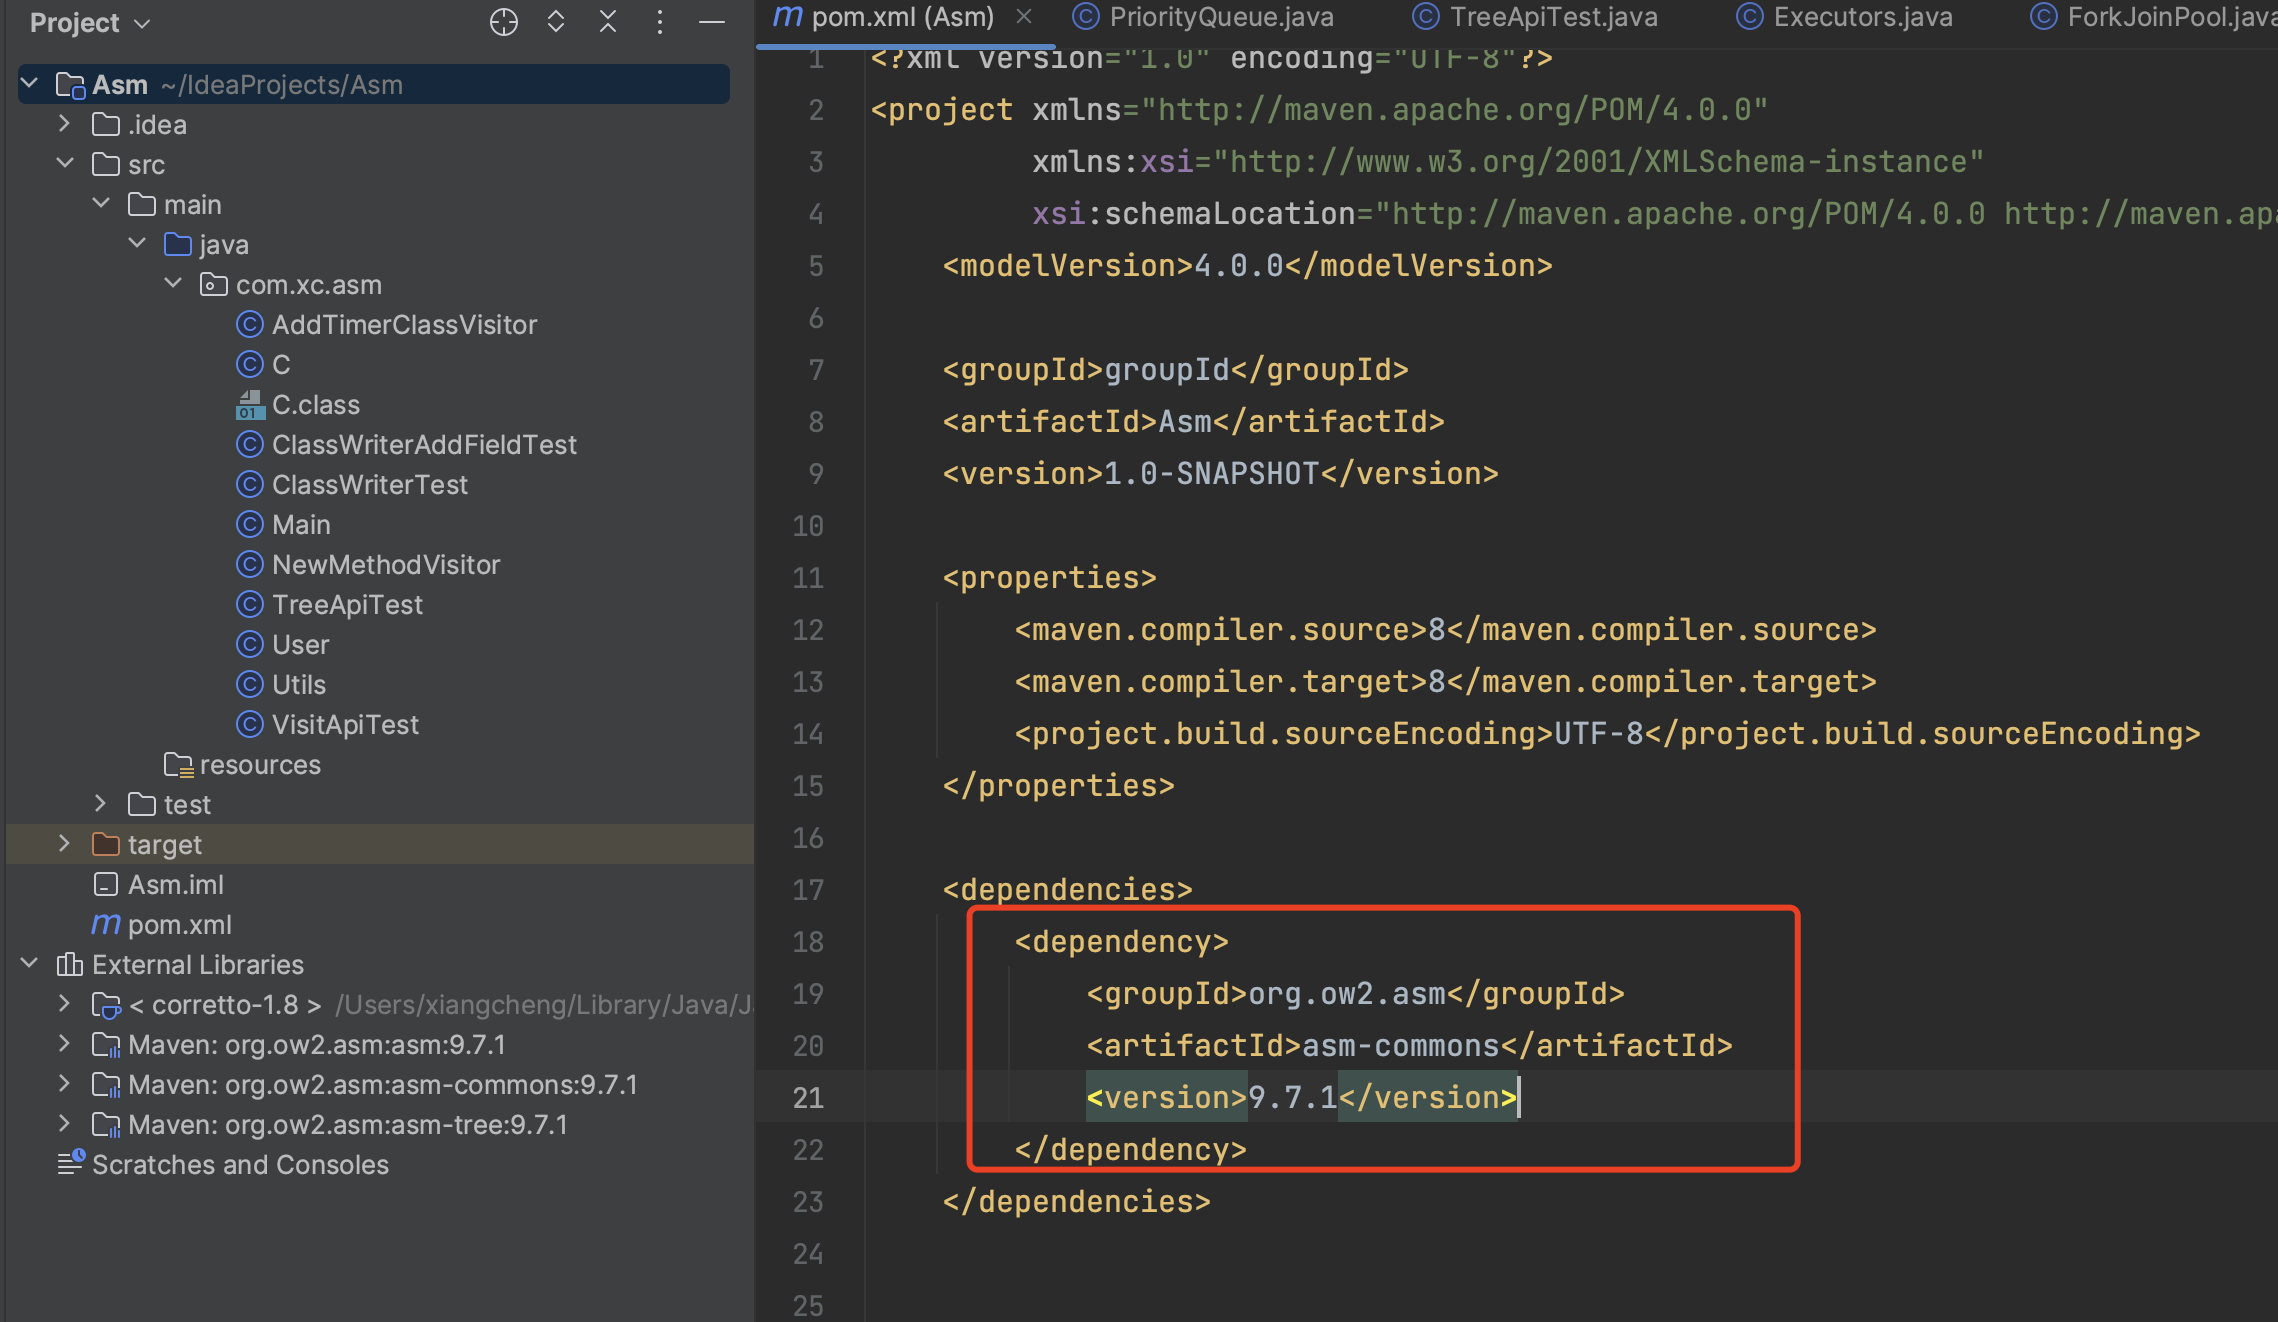 Project
Asm ~/IdeaProjects/Asm
.idea
src
main
java
com.xc.asm
AddTimerClassVisitor
C
C.class
ClassWriterAddFieldTest
ClassWriterTest
Main
NewMethodVisitor
TreeApiTest
User
Utils
VisitApiTest
resources
test
target
Asm.iml
pom.xml
External Libraries
< corretto-1.8 > /Users/xiangcheng/Library/Java/J
Maven: org.ow2.asm:asm:9.7.1
Maven: org.ow2.asm:asm-commons:9.7.1
Maven: org.ow2.asm:asm-tree:9.7.1
Scratches and Consoles
pom.xml (Asm) PriorityQueue.java TreeApiTest.java Executors.java ForkJoinPool.java
1 <?xml version="1.0" encoding="UTF-8"?>
2 <project xmlns="http://maven.apache.org/POM/4.0.0"
3 xmlns:xsi="http://www.w3.org/2001/XMLSchema-instance"
4 xsi:schemaLocation="http://maven.apache.org/POM/4.0.0 http://maven.apa
5 <modelVersion>4.0.0</modelVersion>
6
7 <groupId>groupId</groupId>
8 <artifactId>Asm</artifactId>
9 <version>1.0-SNAPSHOT</version>
10
11 <properties>
12 <maven.compiler.source>8</maven.compiler.source>
13 <maven.compiler.target>8</maven.compiler.target>
14 <project.build.sourceEncoding>UTF-8</project.build.sourceEncoding>
15 </properties>
16
17 <dependencies>
18 <dependency>
19 <groupId>org.ow2.asm</groupId>
20 <artifactId>asm-commons</artifactId>
21 <version>9.7.1</version>
22 </dependency>
23 </dependencies>
24
25